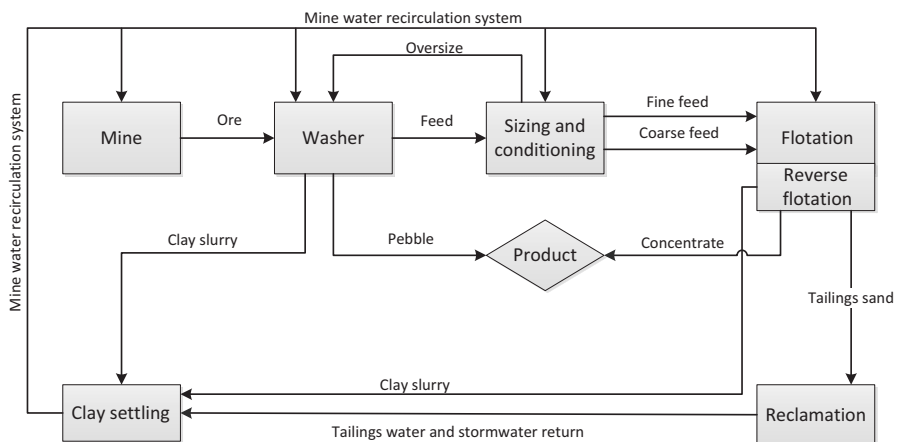 Mine water recirculation system
Oversize
Mine water recirculation system
Mine
Ore
Washer
Feed
Sizing and
conditioning
Fine feed
Coarse feed
Flotation
Reverse
flotation
Clay slurry
Pebble
Product
Concentrate
Tailings sand
Clay slurry
Clay settling
Reclamation
Tailings water and stormwater return